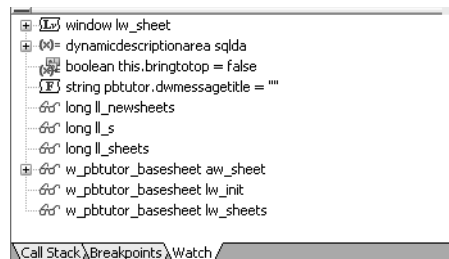 window lw_sheet
dynamicdescriptionarea sqlda
boolean this.bringtotop = false
string pbtutor.dwmessagetitle = ""
long ll_newsheets
long ll_s
long ll_sheets
w_pbtutor_basesheet aw_sheet
w_pbtutor_basesheet lw_init
w_pbtutor_basesheet lw_sheets
Call Stack Breakpoints Watch